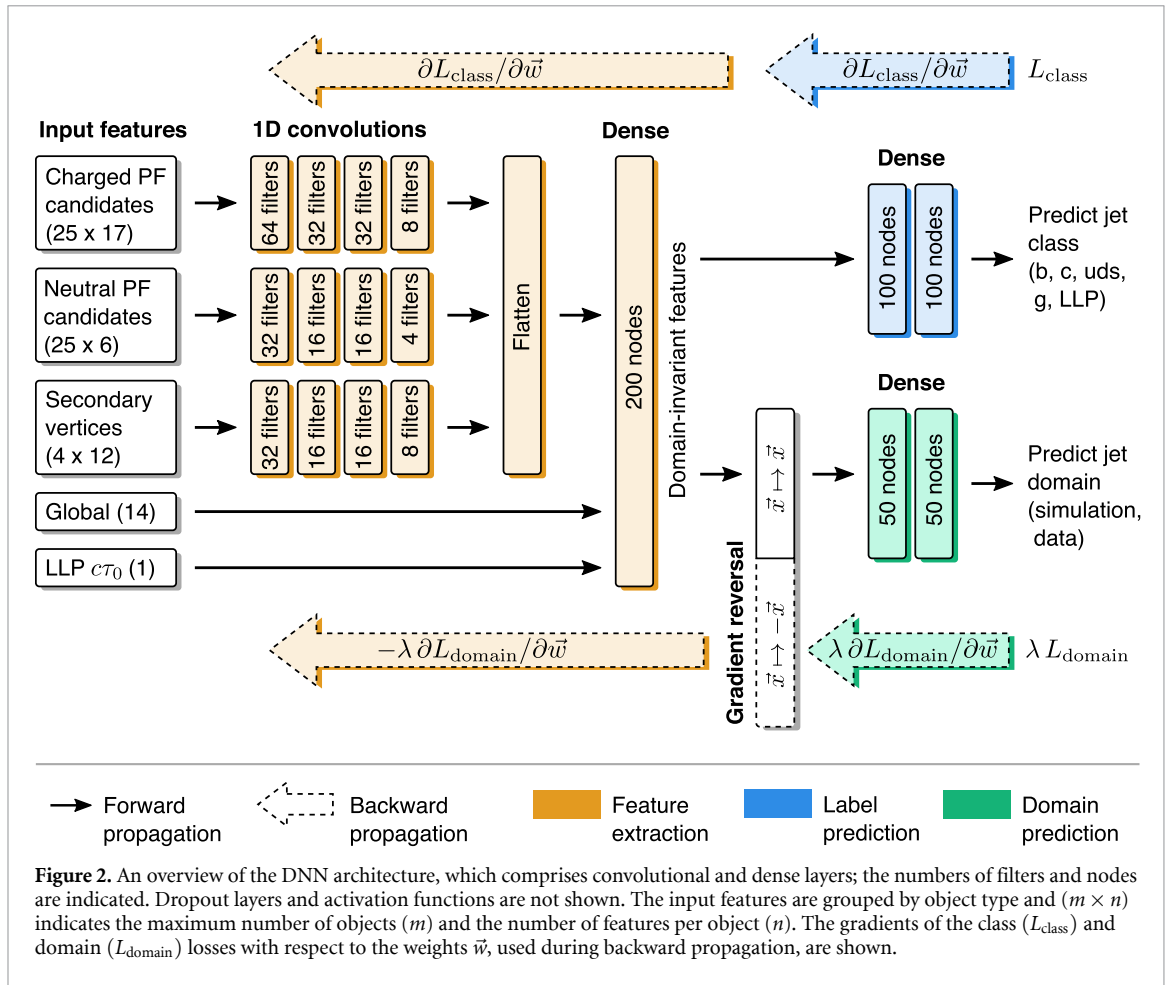 ∂L_class/∂w⃗
∂L_class/∂w⃗ L_class
Input features
1D convolutions
Dense
Charged PF
candidates
(25 x 17)
64 filters
32 filters
32 filters
8 filters
Neutral PF
candidates
(25 x 6)
32 filters
16 filters
16 filters
4 filters
Secondary
vertices
(4 x 12)
32 filters
16 filters
16 filters
8 filters
Global (14)
LLP cτ₀ (1)
Flatten
200 nodes
Domain-invariant features
Dense
100 nodes
100 nodes
Predict jet
class
(b, c, uds,
g, LLP)
Gradient reversal
x⃗ ↦ x⃗
x⃗ ↦ −x⃗
Dense
50 nodes
50 nodes
Predict jet
domain
(simulation,
data)
−λ ∂L_domain/∂w⃗
λ ∂L_domain/∂w⃗ λ L_domain
Forward
propagation
Backward
propagation
Feature
extraction
Label
prediction
Domain
prediction
Figure 2. An overview of the DNN architecture, which comprises convolutional and dense layers; the numbers of filters and nodes
are indicated. Dropout layers and activation functions are not shown. The input features are grouped by object type and (m × n)
indicates the maximum number of objects (m) and the number of features per object (n). The gradients of the class (L_class) and
domain (L_domain) losses with respect to the weights w⃗, used during backward propagation, are shown.